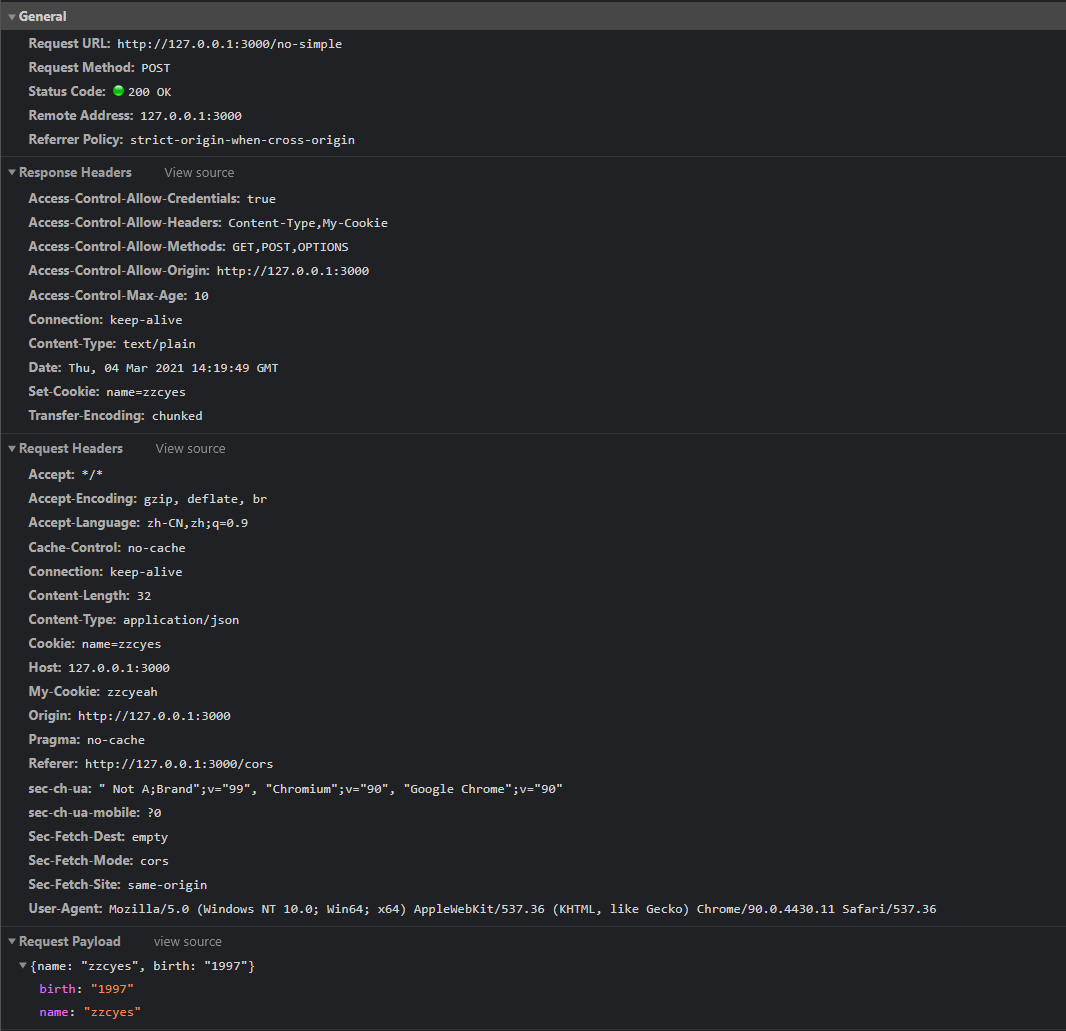 General
Request URL: http://127.0.0.1:3000/no-simple
Request Method: POST
Status Code: 200 OK
Remote Address: 127.0.0.1:3000
Referrer Policy: strict-origin-when-cross-origin
Response Headers View source
Access-Control-Allow-Credentials: true
Access-Control-Allow-Headers: Content-Type,My-Cookie
Access-Control-Allow-Methods: GET,POST,OPTIONS
Access-Control-Allow-Origin: http://127.0.0.1:3000
Access-Control-Max-Age: 10
Connection: keep-alive
Content-Type: text/plain
Date: Thu, 04 Mar 2021 14:19:49 GMT
Set-Cookie: name=zzcyes
Transfer-Encoding: chunked
Request Headers View source
Accept: */*
Accept-Encoding: gzip, deflate, br
Accept-Language: zh-CN,zh;q=0.9
Cache-Control: no-cache
Connection: keep-alive
Content-Length: 32
Content-Type: application/json
Cookie: name=zzcyes
Host: 127.0.0.1:3000
My-Cookie: zzcyeah
Origin: http://127.0.0.1:3000
Pragma: no-cache
Referer: http://127.0.0.1:3000/cors
sec-ch-ua: " Not A;Brand";v="99", "Chromium";v="90", "Google Chrome";v="90"
sec-ch-ua-mobile: ?0
Sec-Fetch-Dest: empty
Sec-Fetch-Mode: cors
Sec-Fetch-Site: same-origin
User-Agent: Mozilla/5.0 (Windows NT 10.0; Win64; x64) AppleWebKit/537.36 (KHTML, like Gecko) Chrome/90.0.4430.11 Safari/537.36
Request Payload view source
{name: "zzcyes", birth: "1997"}
birth: "1997"
name: "zzcyes"